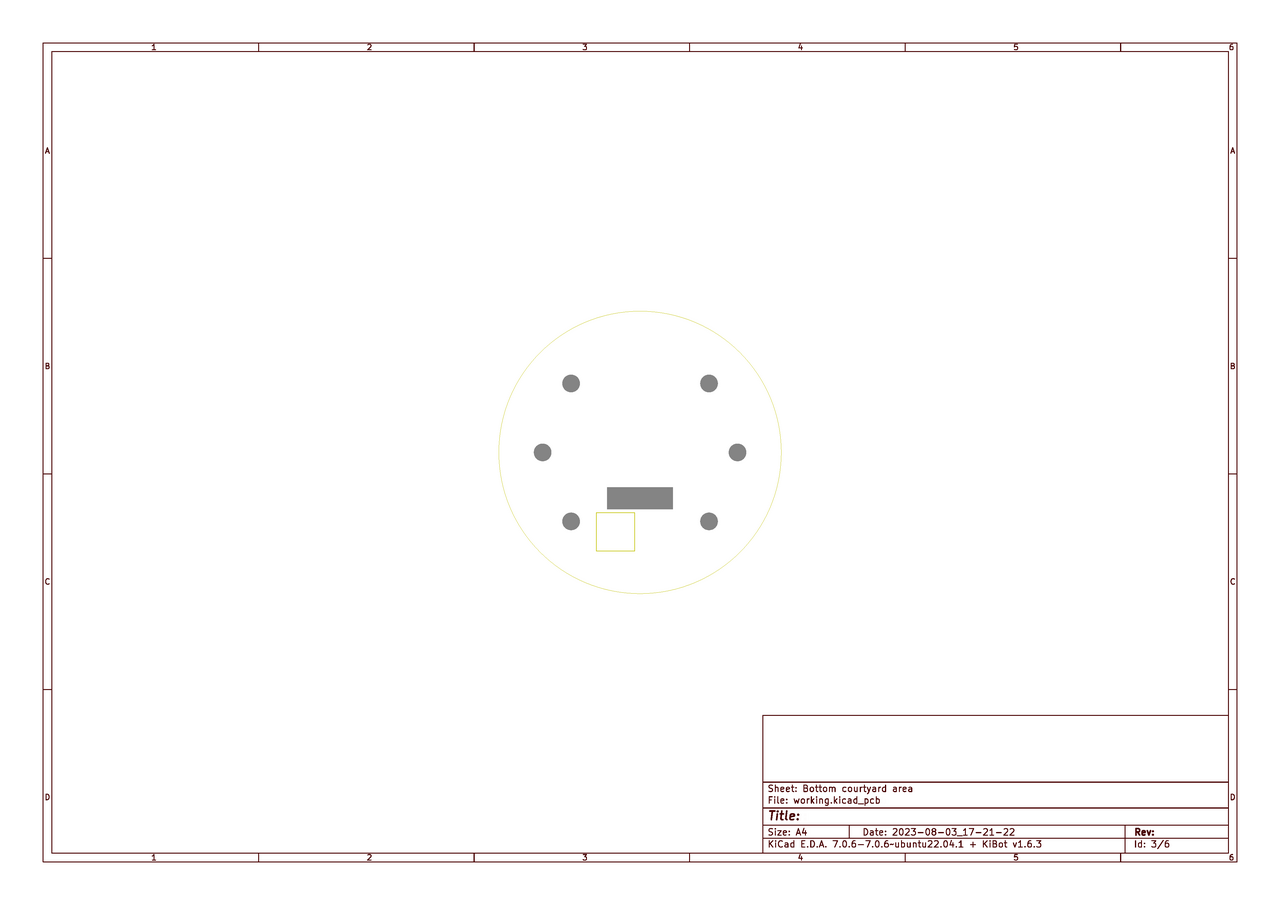 1 2 3 4 5 6
A A
B B
C C
Sheet: Bottom courtyard area
D D
File: working.kicad_pcb
Title:
Size: A4 Date: 2023-08-03_17-21-22 Rev:
KiCad E.D.A. 7.0.6-7.0.6~ubuntu22.04.1 + KiBot v1.6.3 Id: 3/6
1 2 3 4 5 6